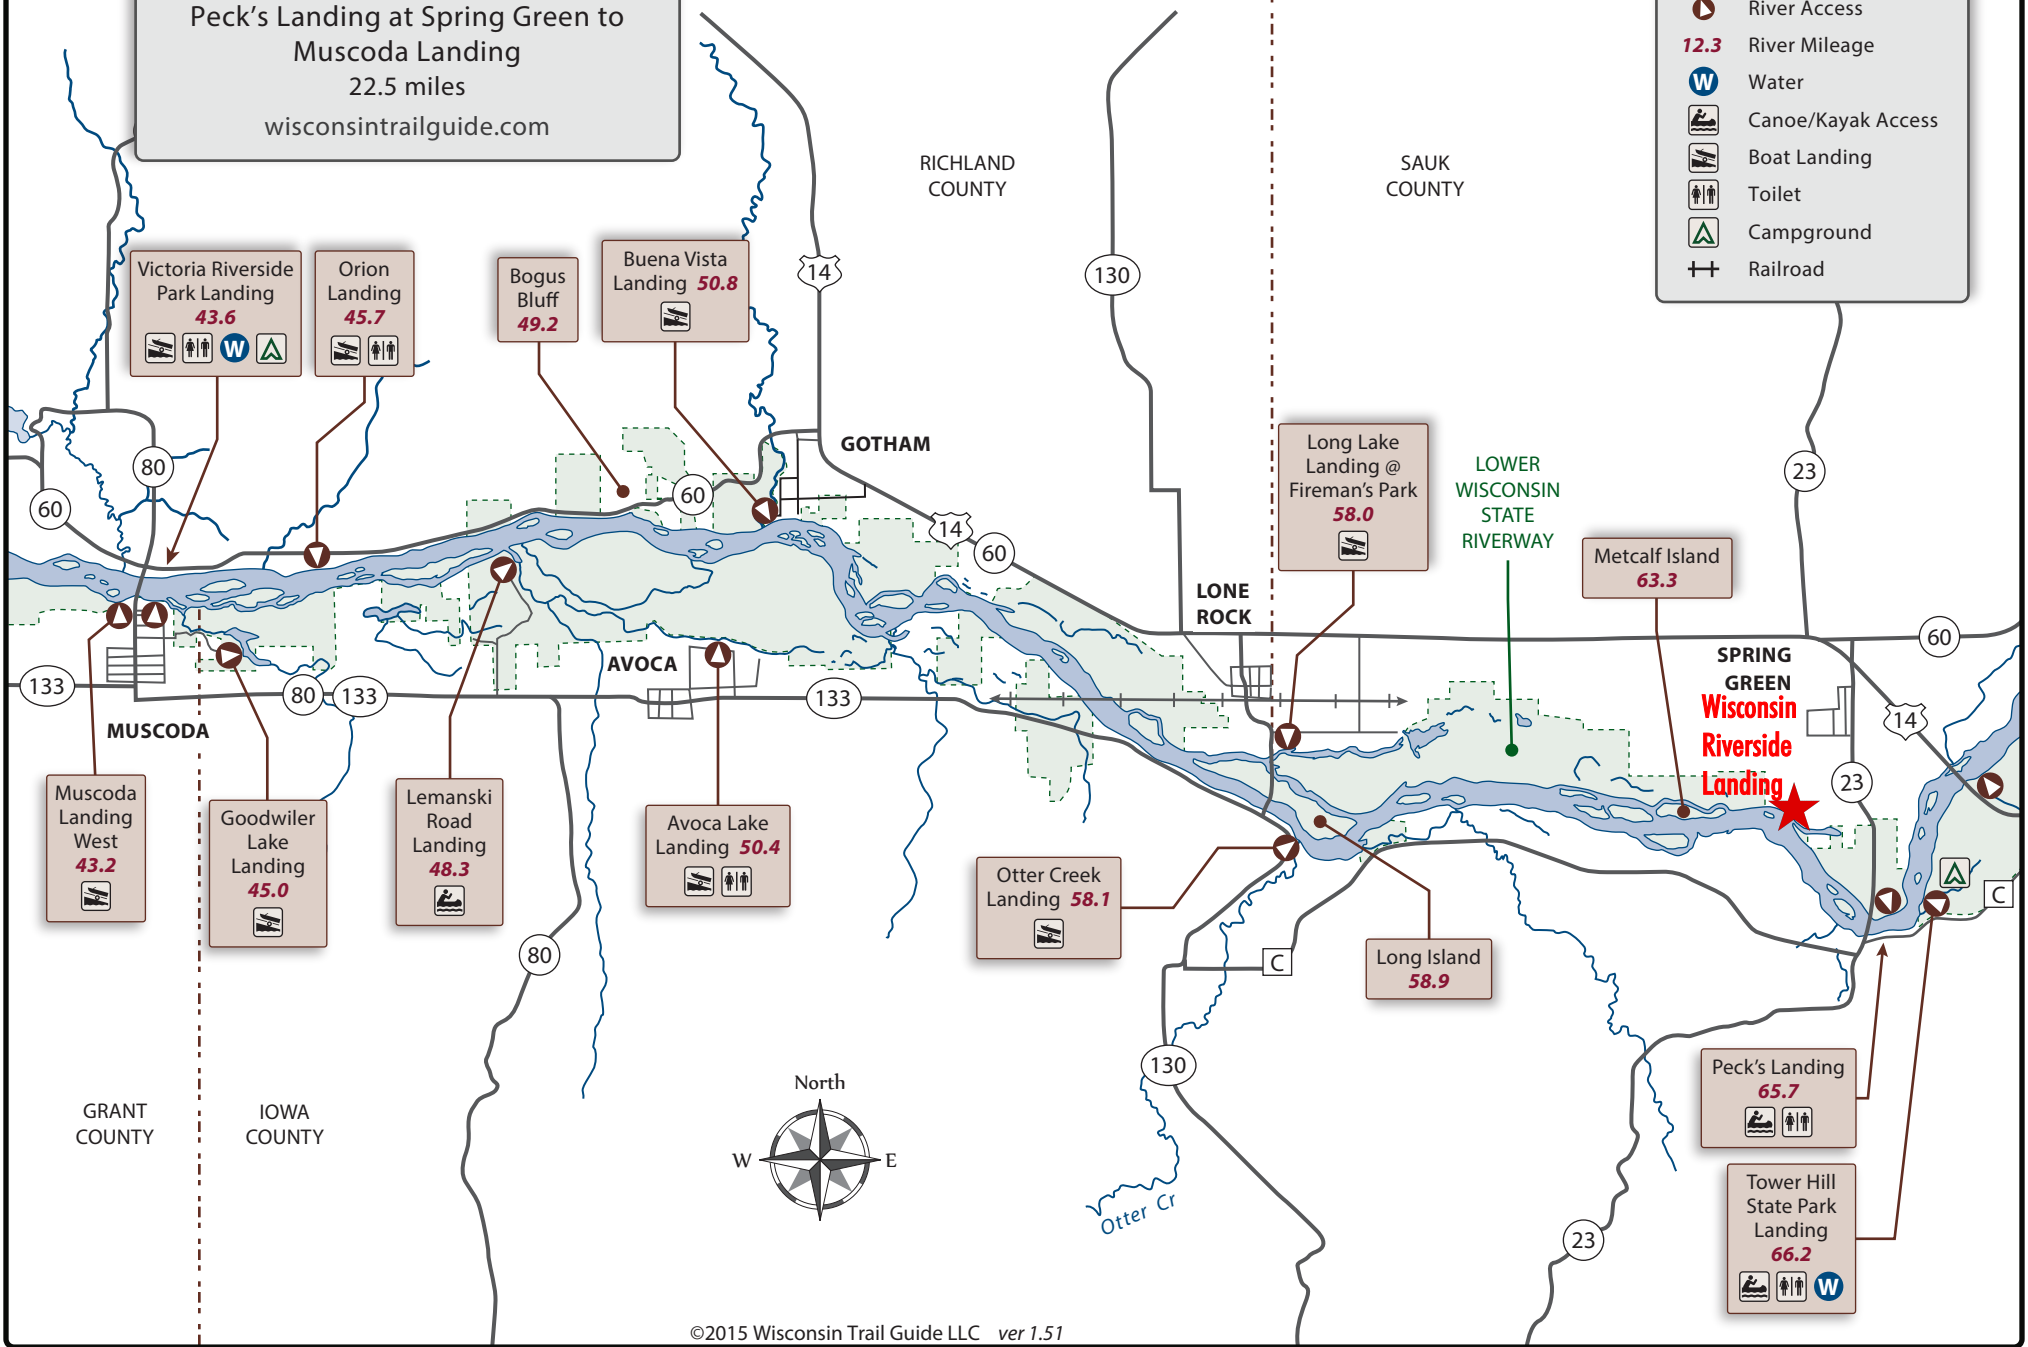 Peck's Landing at Spring Green to
Muscoda Landing
22.5 miles
wisconsintrailguide.com
River Access
12.3 River Mileage
W Water
Canoe/Kayak Access
Boat Landing
Toilet
Campground
Railroad
RICHLAND
COUNTY
SAUK
COUNTY
Victoria Riverside
Park Landing
43.6
W
Orion
Landing
45.7
Bogus
Bluff
49.2
Buena Vista
Landing 50.8
14
130
80
60
60
GOTHAM
14
60
Long Lake
Landing @
Fireman's Park
58.0
LOWER
WISCONSIN
STATE
RIVERWAY
23
Metcalf Island
63.3
LONE
ROCK
60
SPRING
GREEN
Wisconsin
Riverside
Landing
14
23
133
80
133
AVOCA
133
MUSCODA
Muscoda
Landing
West
43.2
Goodwiler
Lake
Landing
45.0
Lemanski
Road
Landing
48.3
Avoca Lake
Landing 50.4
Otter Creek
Landing 58.1
Long Island
58.9
C
C
80
130
Otter Cr
North
W
E
GRANT
COUNTY
IOWA
COUNTY
Peck's Landing
65.7
Tower Hill
State Park
Landing
66.2
W
23
©2015 Wisconsin Trail Guide LLC ver 1.51